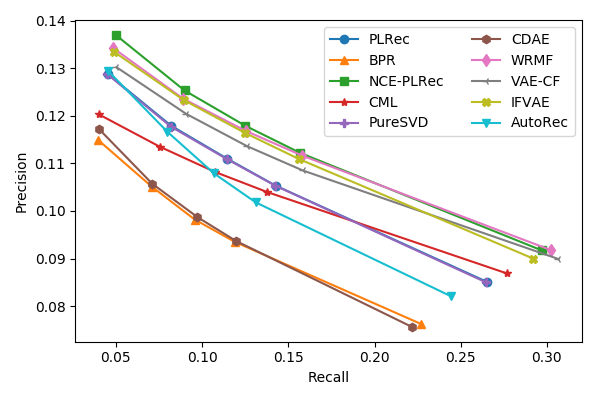 0.14
0.13
0.12
0.11
0.10
0.09
0.08
Precision
PLRec
BPR
NCE-PLRec
CML
PureSVD
CDAE
WRMF
VAE-CF
IFVAE
AutoRec
0.05
0.10
0.15
0.20
0.25
0.30
Recall